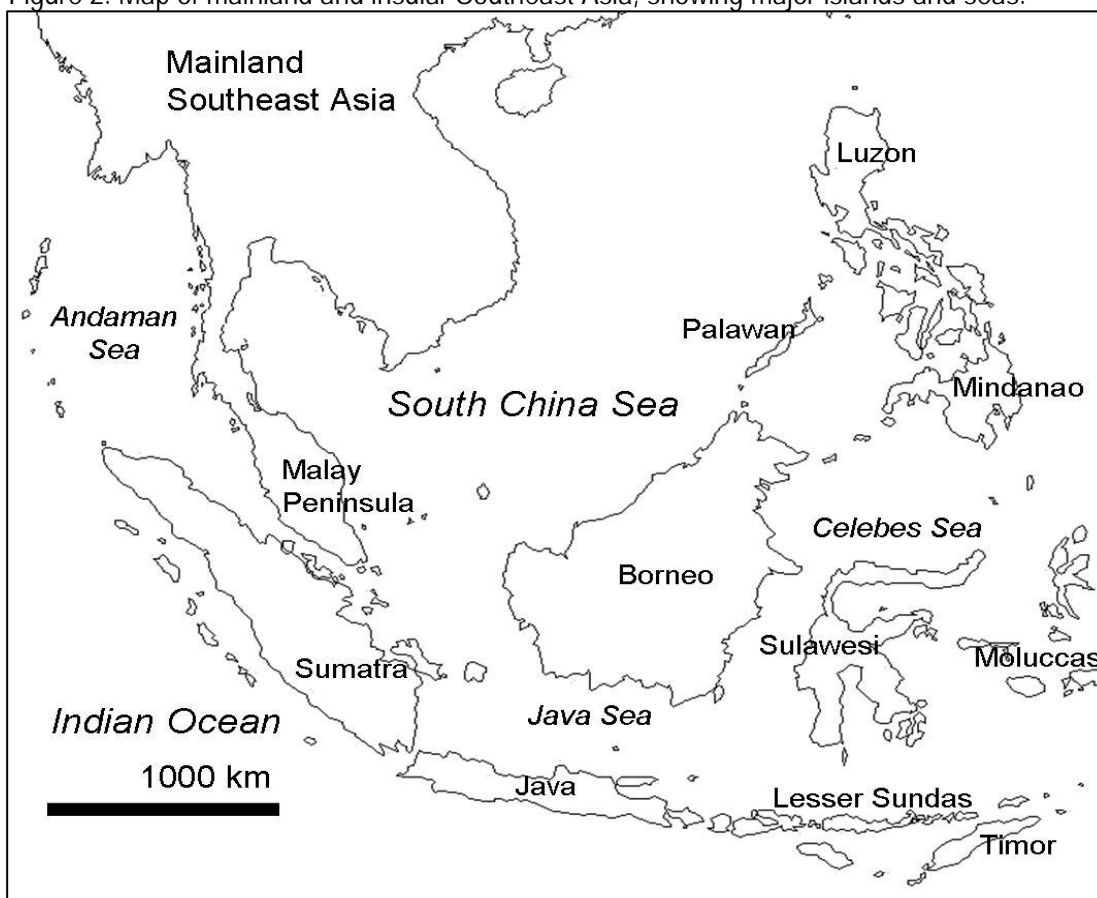 Figure 2. Map of mainland and insular Southeast Asia, showing major islands and seas.
Mainland
Southeast Asia
Luzon
Andaman
Sea
Palawan
South China Sea
Mindanao
Malay
Peninsula
Celebes Sea
Borneo
Sulawesi
Moluccas
Sumatra
Java Sea
Indian Ocean
1000 km
Java
Lesser Sundas
Timor